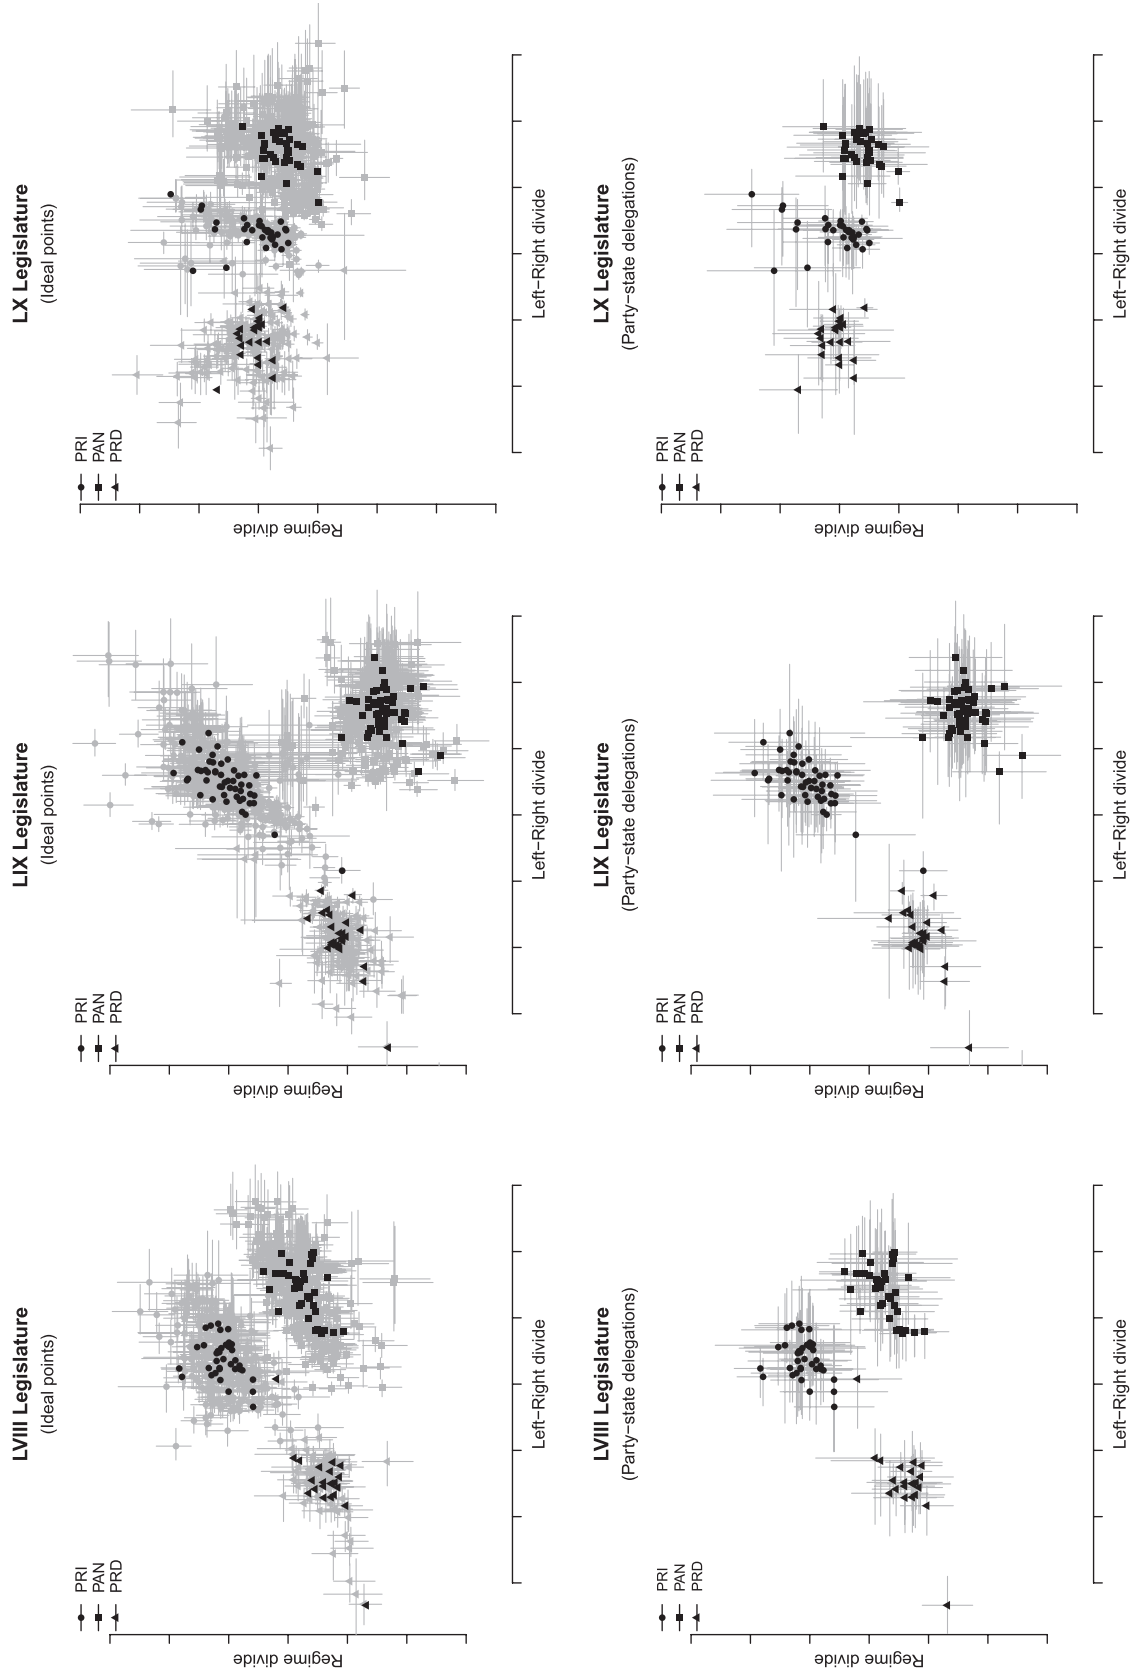 LVIII Legislature
(Ideal points)
PRI
PAN
PRD
Regime divide
Left−Right divide
LIX Legislature
(Ideal points)
PRI
PAN
PRD
Regime divide
Left−Right divide
LX Legislature
(Ideal points)
PRI
PAN
PRD
Regime divide
Left−Right divide
LVIII Legislature
(Party−state delegations)
PRI
PAN
PRD
Regime divide
Left−Right divide
LIX Legislature
(Party−state delegations)
PRI
PAN
PRD
Regime divide
Left−Right divide
LX Legislature
(Party−state delegations)
PRI
PAN
PRD
Regime divide
Left−Right divide